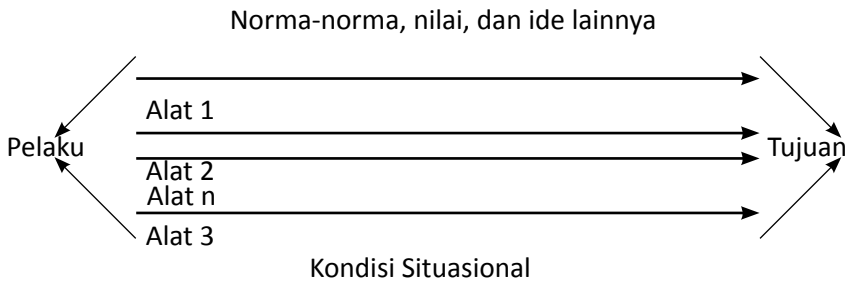 Norma-norma, nilai, dan ide lainnya
Alat 1
Pelaku
Tujuan
Alat 2
Alat n
Alat 3
Kondisi Situasional